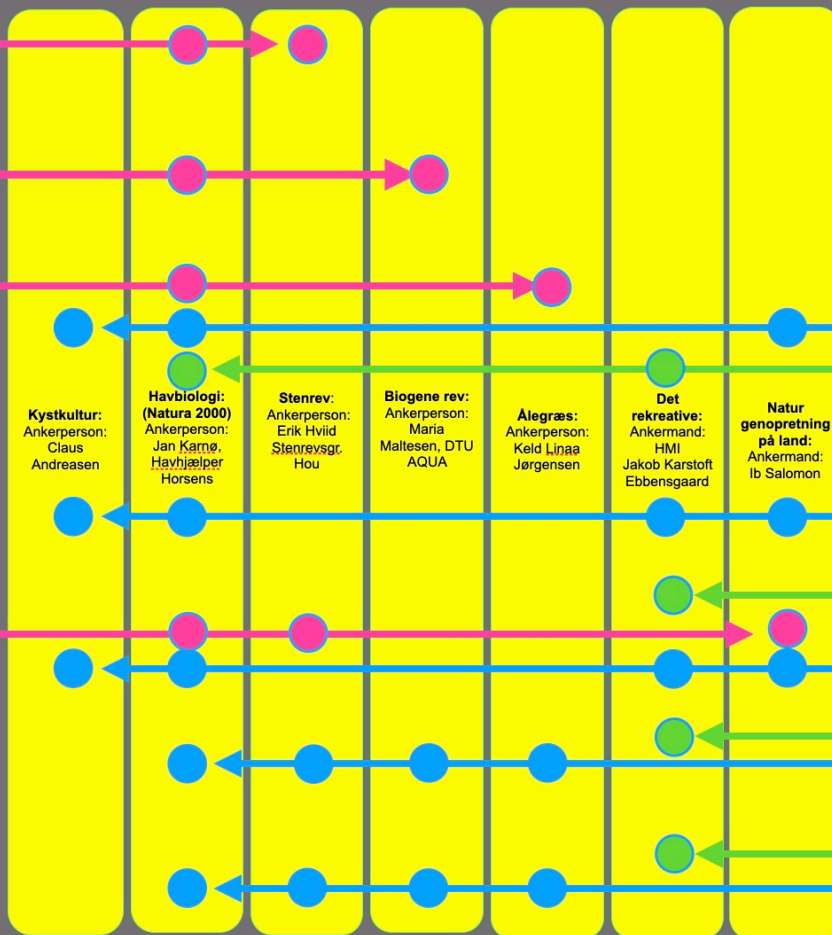 Kystkultur:
Ankerperson:
Claus
Andreasen
Havbiologi:
(Natura 2000)
Ankerperson:
Jan Karnø,
Havhjælper
Horsens
Stenrev:
Ankerperson:
Erik Hviid
Stenrevsgr.
Hou
Biogene rev:
Ankerperson:
Maria
Maltesen, DTU
AQUA
Ålegræs:
Ankerperson:
Keld Linaa
Jørgensen
Det
rekreative:
Ankermand:
HMI
Jakob Karstoft
Ebbensgaard
Natur
genopretning
på land:
Ankermand:
Ib Salomon